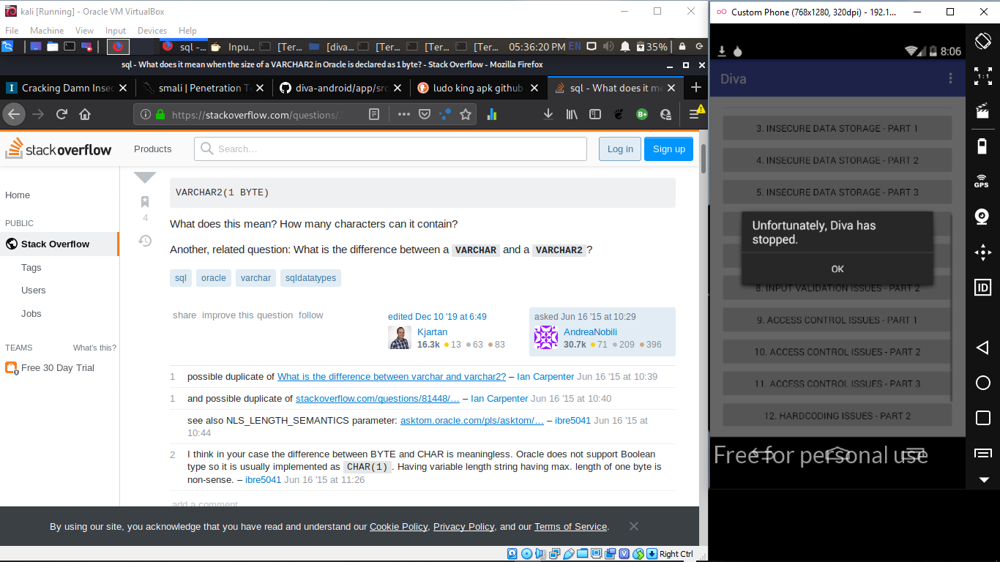 kali [Running] - Oracle VM VirtualBox
File Machine View Input Devices Help
sql -... Inpu... [Ter... [diva... [Ter... [Ter... [Ter... [Ter... 05:36:20 PM EN 35%
sql - What does it mean when the size of a VARCHAR2 in Oracle is declared as 1 byte? - Stack Overflow - Mozilla Firefox
Cracking Damn Insec smali | Penetration Te diva-android/app/src ludo king apk github sql - What does it me
https://stackoverflow.com/questions/3
stackoverflow Products Search... Log in Sign up
Home
PUBLIC
Stack Overflow
Tags
Users
Jobs
TEAMS What's this?
Free 30 Day Trial
VARCHAR2(1 BYTE)
4
What does this mean? How many characters can it contain?
Another, related question: What is the difference between a VARCHAR and a VARCHAR2?
sql oracle varchar sqldatatypes
share improve this question follow
edited Dec 10 '19 at 6:49
Kjartan
16.3k 13 63 83
asked Jun 16 '15 at 10:29
AndreaNobili
30.7k 71 209 396
1 possible duplicate of What is the difference between varchar and varchar2? – Ian Carpenter Jun 16 '15 at 10:39
1 and possible duplicate of stackoverflow.com/questions/81448/… – Ian Carpenter Jun 16 '15 at 10:40
see also NLS_LENGTH_SEMANTICS parameter: asktom.oracle.com/pls/asktom/… – ibre5041 Jun 16 '15 at
10:44
2 I think in your case the difference between BYTE and CHAR is meaningless. Oracle does not support Boolean
type so it is usually implemented as CHAR(1). Having variable length string having max. length of one byte is
non-sense. – ibre5041 Jun 16 '15 at 11:26
add a comment
By using our site, you acknowledge that you have read and understand our Cookie Policy, Privacy Policy, and our Terms of Service.
Right Ctrl
Custom Phone (768x1280, 320dpi) - 192.1...
8:06
Diva
3. INSECURE DATA STORAGE - PART 1
4. INSECURE DATA STORAGE - PART 2
5. INSECURE DATA STORAGE - PART 3
Unfortunately, Diva has
stopped.
OK
8. INPUT VALIDATION ISSUES - PART 2
9. ACCESS CONTROL ISSUES - PART 1
10. ACCESS CONTROL ISSUES - PART 2
11. ACCESS CONTROL ISSUES - PART 3
12. HARDCODING ISSUES - PART 2
Free for personal use
1:1
GPS
ID